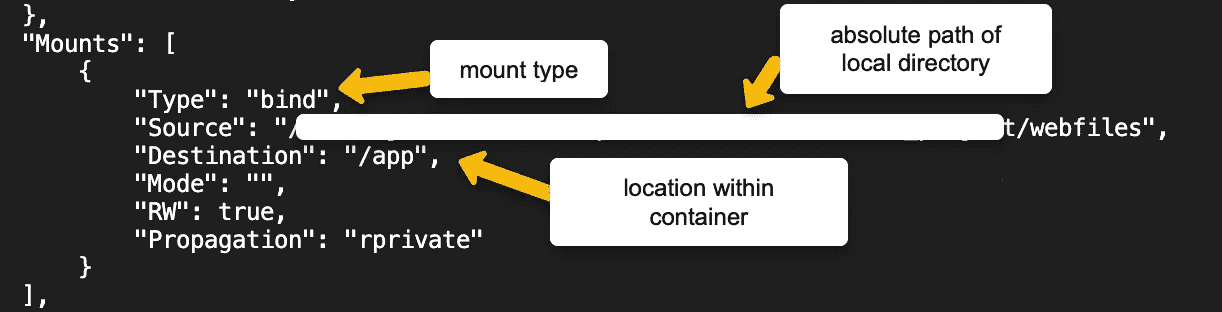 },
"Mounts": [
{
mount type
absolute path of
local directory
"Type": "bind",
"Source": "/t/webfiles",
"Destination": "/app",
location within
container
"Mode": "",
"RW": true,
"Propagation": "rprivate"
}
],